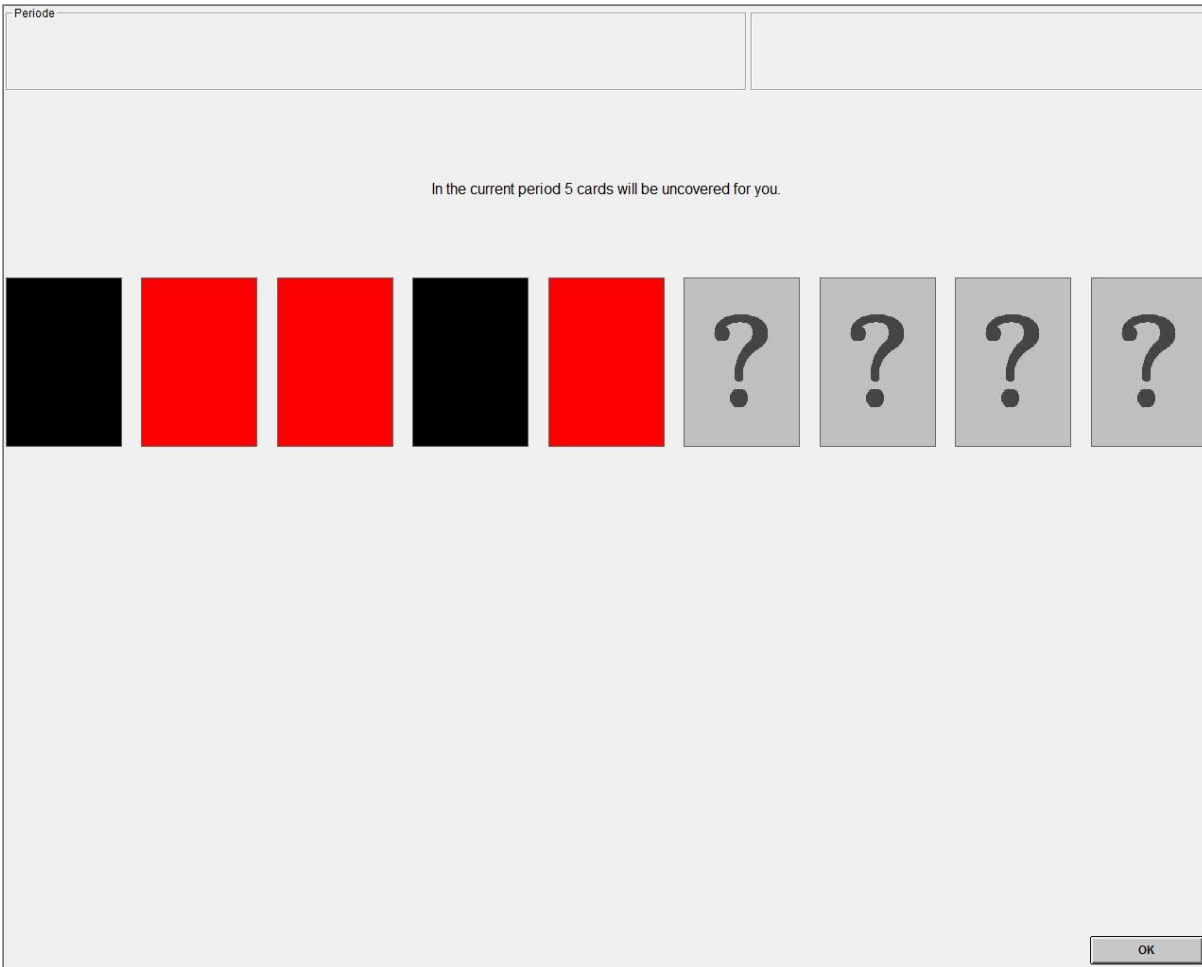 Periode
In the current period 5 cards will be uncovered for you.
? ? ? ?
OK